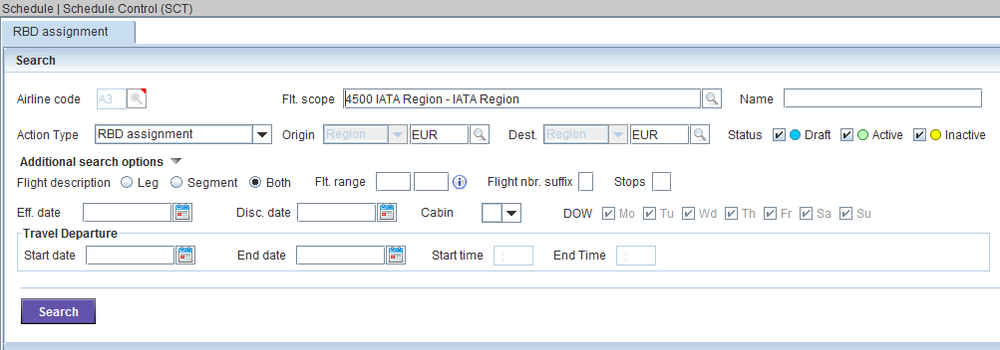 Schedule | Schedule Control (SCT)
RBD assignment
Search
Airline code A3 Flt. scope 4500 IATA Region - IATA Region Name
Action Type RBD assignment Origin Region EUR Dest. Region EUR Status Draft Active Inactive
Additional search options
Flight description Leg Segment Both Flt. range Flight nbr. suffix Stops
Eff. date Disc. date Cabin DOW Mo Tu Wd Th Fr Sa Su
Travel Departure
Start date End date Start time : End Time :
Search